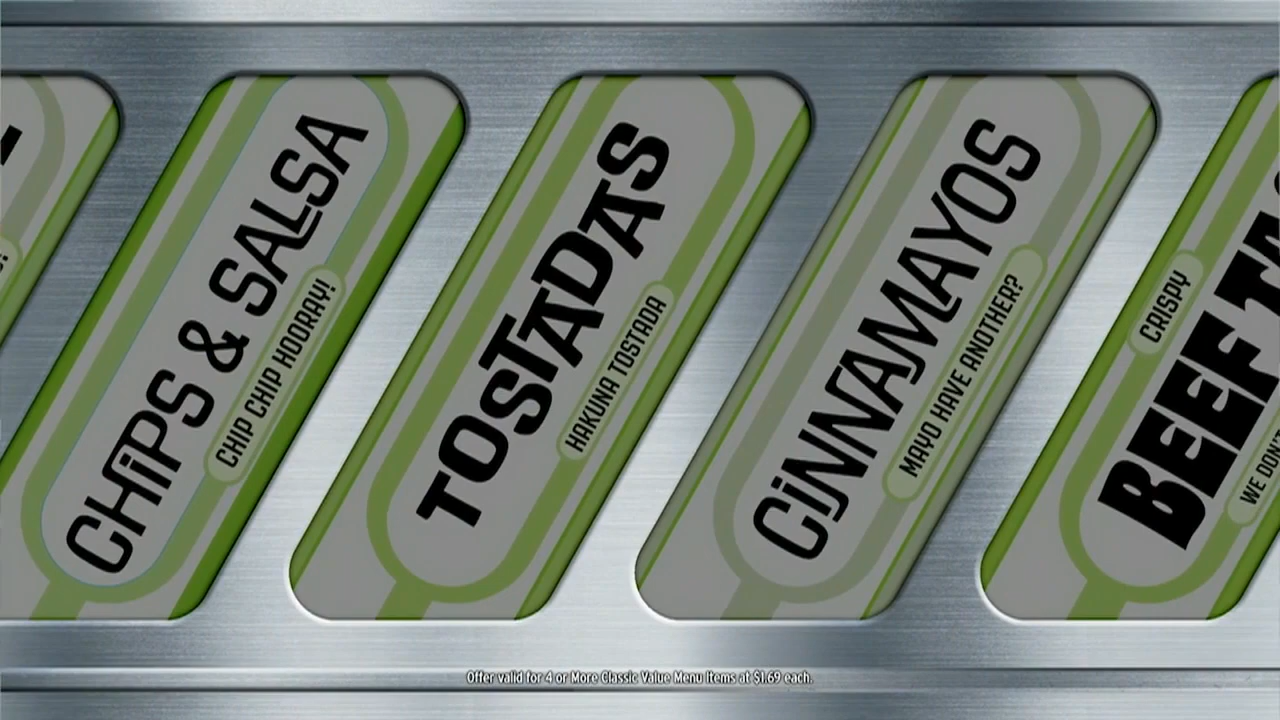 CHiPS & SALSA
CHIP CHIP HOORAY!
TOSTADAS
HAKUNA TOSTADA
CiNNAMAYOS
MAYO HAVE ANOTHER?
CRISPY
BEEF
WE
Offer valid for 4 or More Classic Value Menu Items at $1.69 each.